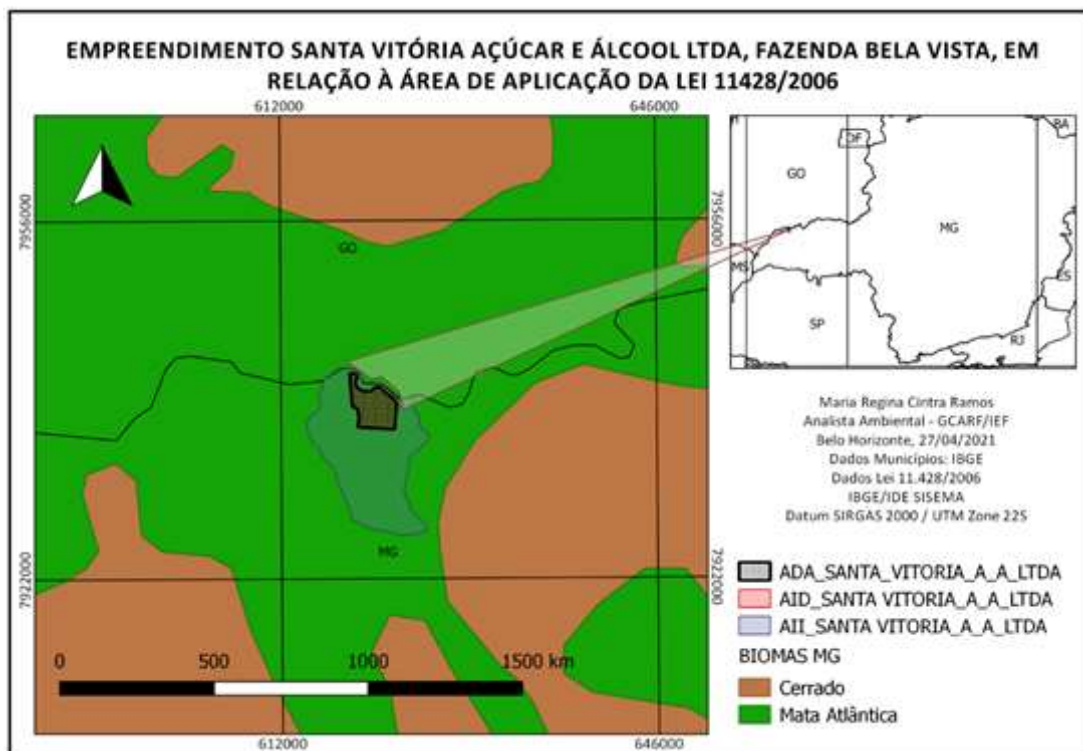 EMPREENDIMENTO SANTA VITÓRIA AÇÚCAR E ÁLCOOL LTDA, FAZENDA BELA VISTA, EM
RELAÇÃO À ÁREA DE APLICAÇÃO DA LEI 11428/2006
612000
646000
7956000
7956000
GO
MG
7922000
7922000
0
500
1000
1500 km
612000
646000
DF
BA
GO
MG
MS
ES
SP
RJ
Maria Regina Cintra Ramos
Analista Ambiental - GCARF/IEF
Belo Horizonte, 27/04/2021
Dados Municípios: IBGE
Dados Lei 11.428/2006
IBGE/IDE SISEMA
Datum SIRGAS 2000 / UTM Zone 22S
ADA_SANTA_VITORIA_A_A_LTDA
AID_SANTA VITORIA_A_A_LTDA
AII_SANTA VITORIA_A_A_LTDA
BIOMAS MG
Cerrado
Mata Atlântica